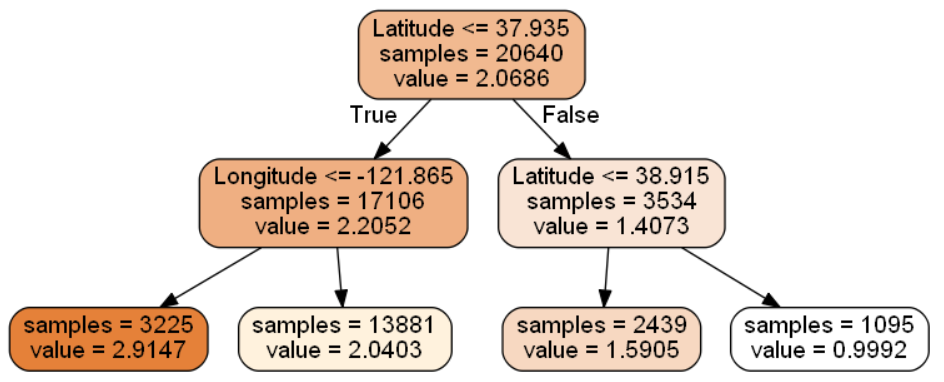 Latitude <= 37.935
samples = 20640
value = 2.0686
True
False
Longitude <= -121.865
samples = 17106
value = 2.2052
Latitude <= 38.915
samples = 3534
value = 1.4073
samples = 3225
value = 2.9147
samples = 13881
value = 2.0403
samples = 2439
value = 1.5905
samples = 1095
value = 0.9992